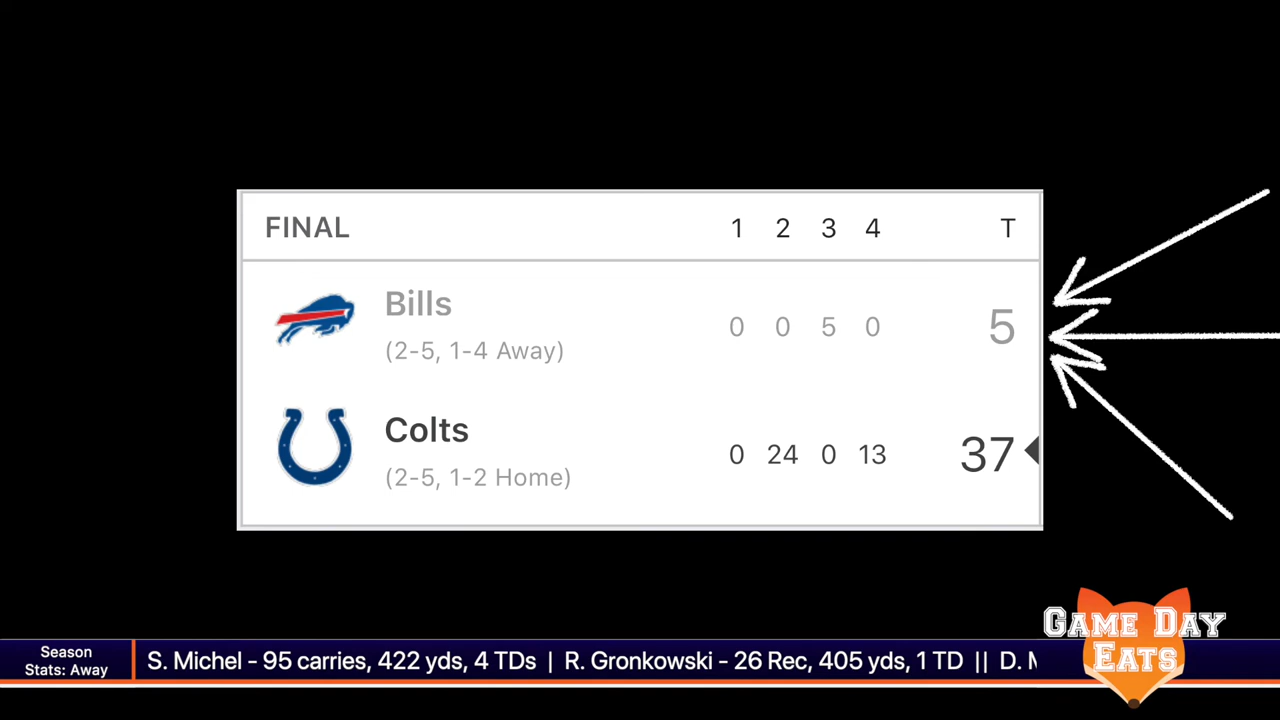 FINAL 1 2 3 4 T
Bills
0 0 5 0 5
(2-5, 1-4 Away)
Colts
0 24 0 13 37
(2-5, 1-2 Home)
GAME DAY
EATS
Season
Stats: Away
S. Michel - 95 carries, 422 yds, 4 TDs | R. Gronkowski - 26 Rec, 405 yds, 1 TD || D.